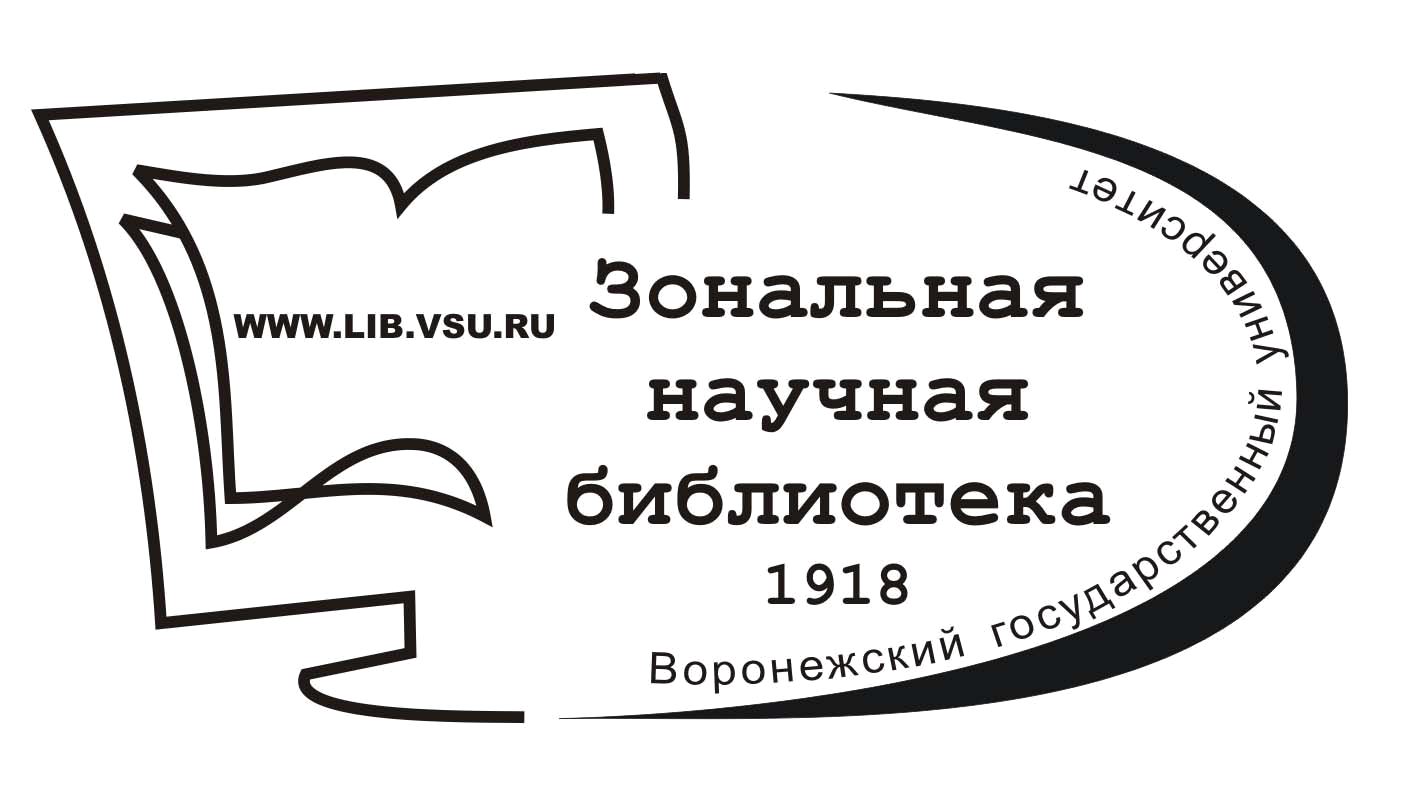 WWW.LIB.VSU.RU
Зональная
научная
библиотека
1918
Воронежский государственный университет